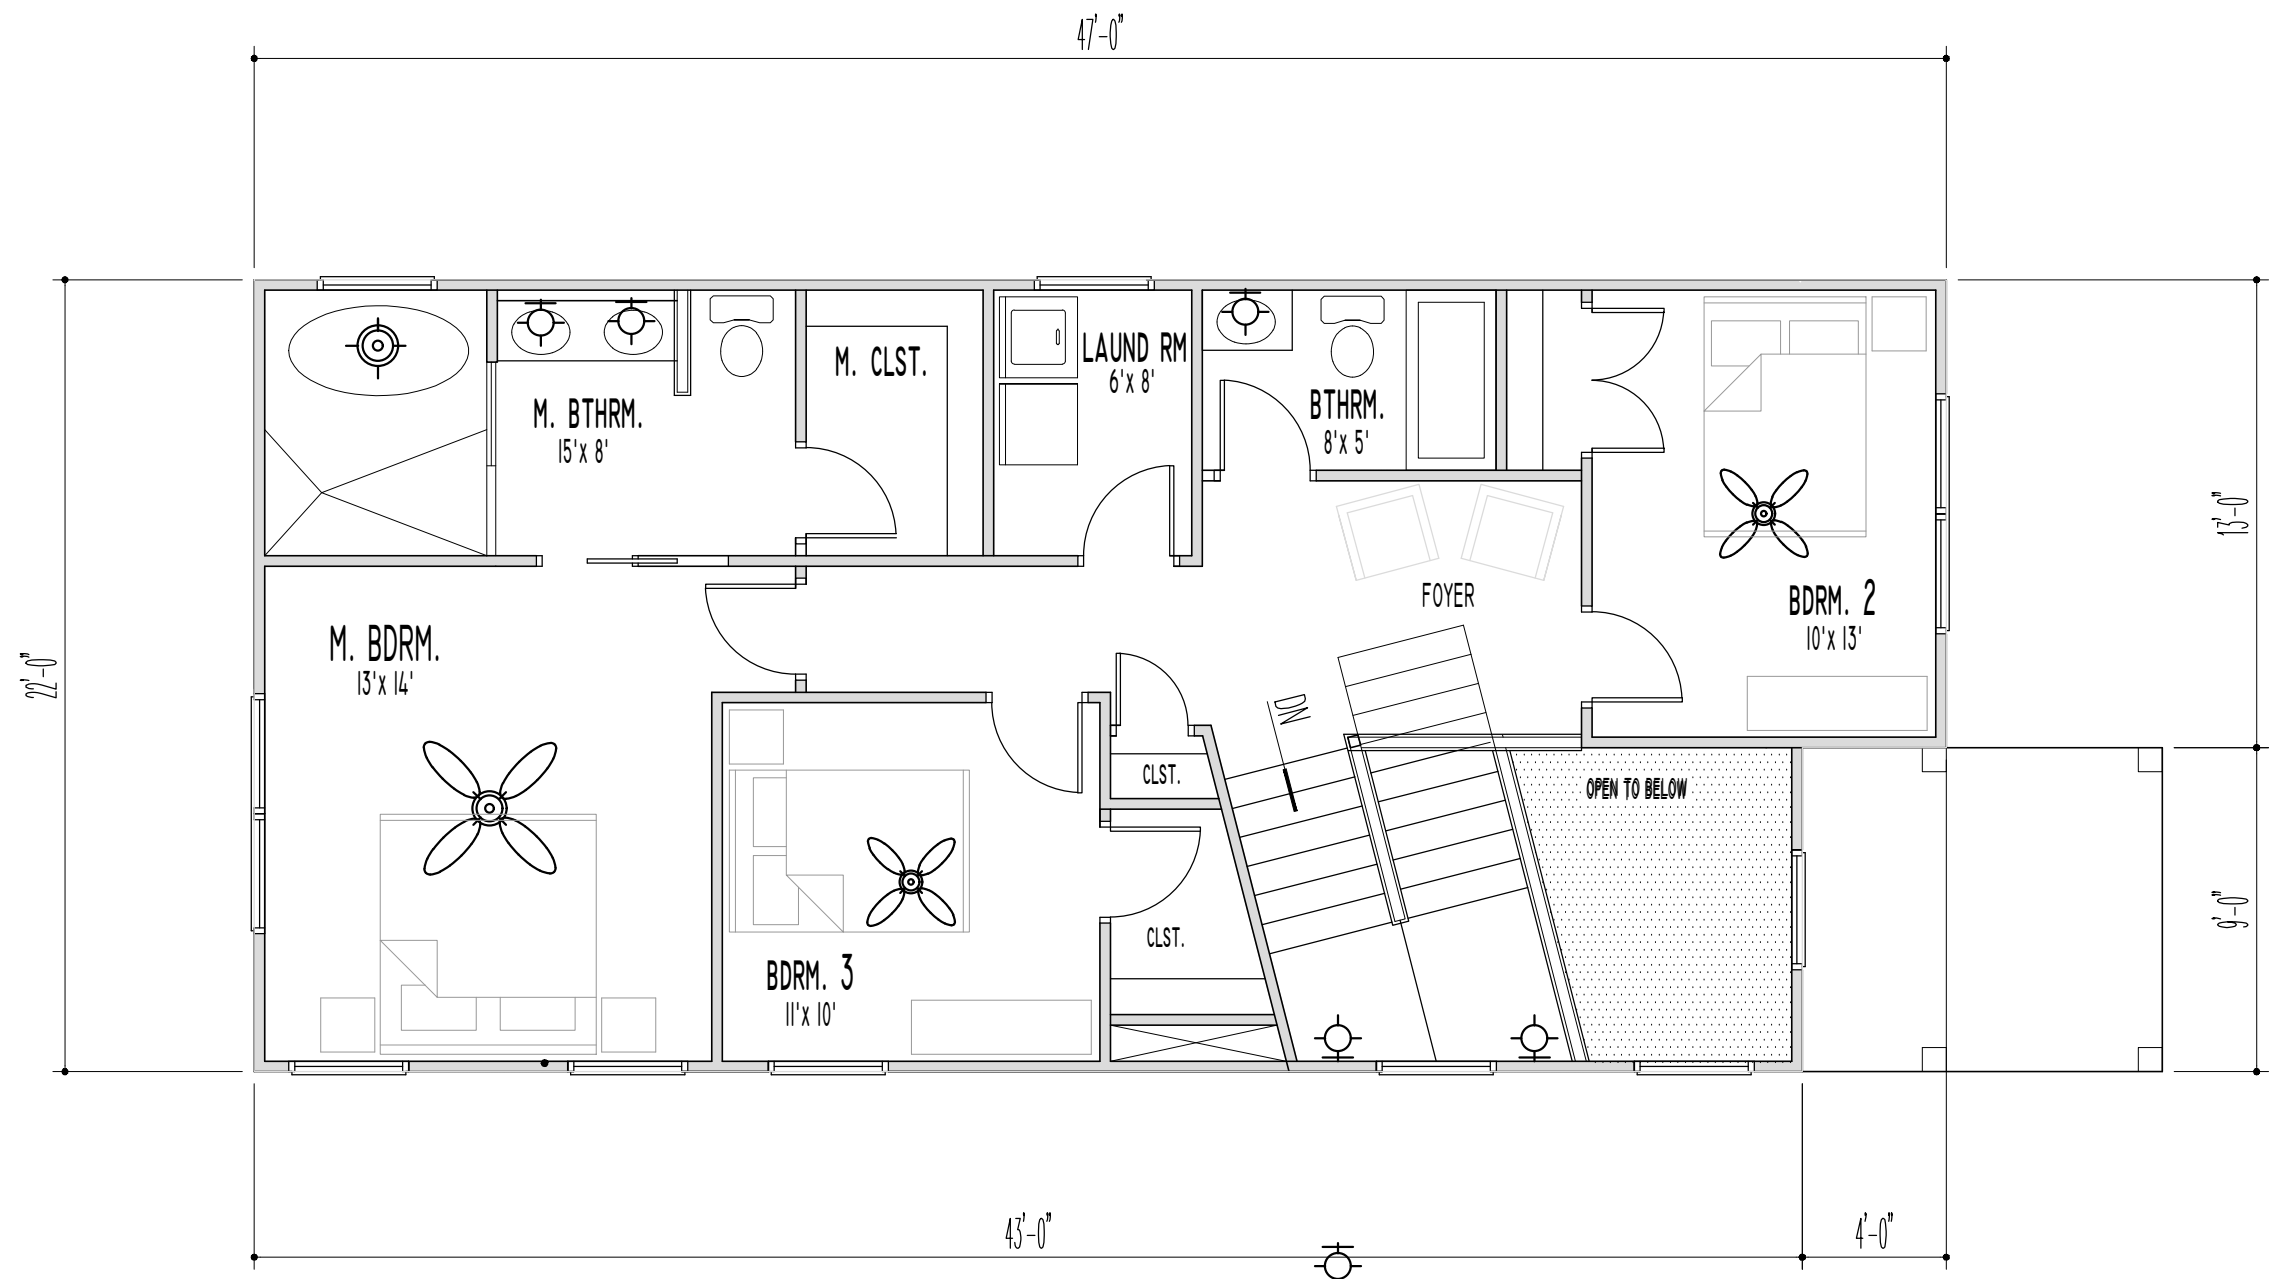 47'-0"
LAUND RM
6'x 8'
M. CLST.
M. BTHRM.
15'x 8'
BTHRM.
8'x 5'
13'-0"
FOYER
BDRM. 2
10'x 13'
M. BDRM.
13'x 14'
22'-0"
DN
CLST.
OPEN TO BELOW
9'-0"
CLST.
BDRM. 3
11'x 10'
43'-0"
4'-0"